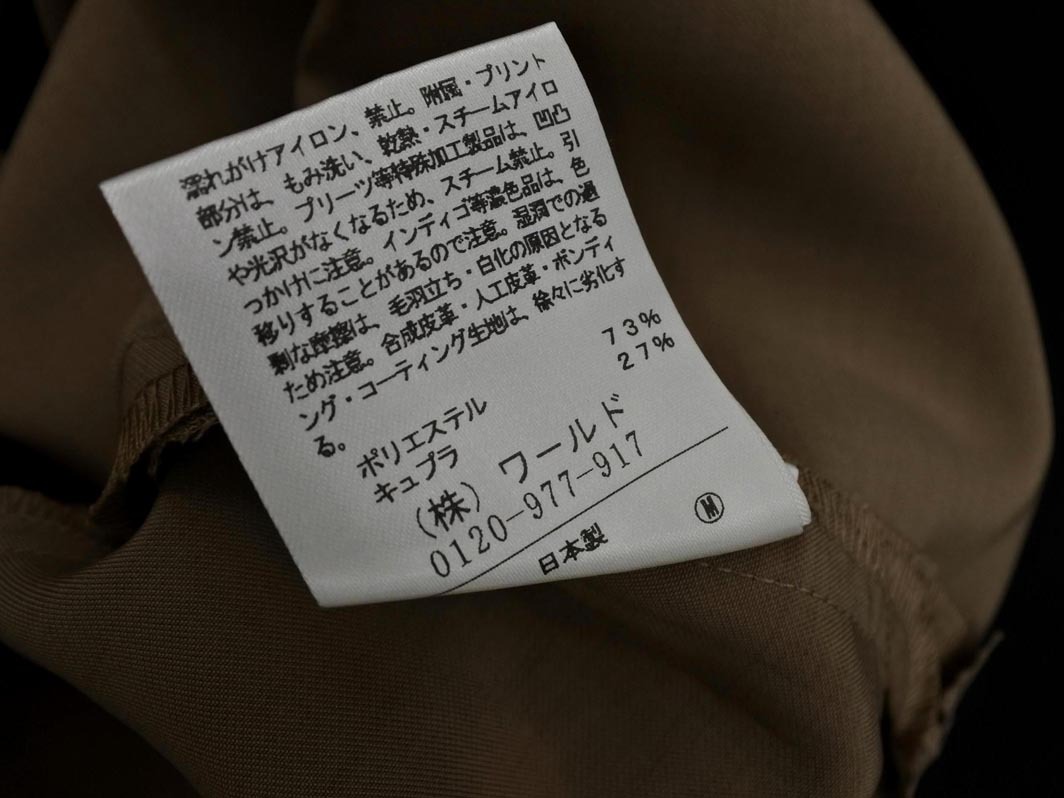 濡れがけアイロン、禁止。附属・プリント
部分は、もみ洗い、乾熱・スチームアイロ
ン禁止。プリーツ等特殊加工製品は、凹凸
や光沢がなくなるため、スチーム禁止。引
っかけに注意。インディゴ等濃色品は、色
移りすることがあるので注意。湿潤での過
剰な摩擦は、毛羽立ち・白化の原因となる
ため注意。合成皮革・人工皮革・ボンディ
ング・コーティング生地は、徐々に劣化す
る。
ポリエステル 73%
キュプラ 27%
(株) ワールド
0120-977-917
日本製 Ⓜ